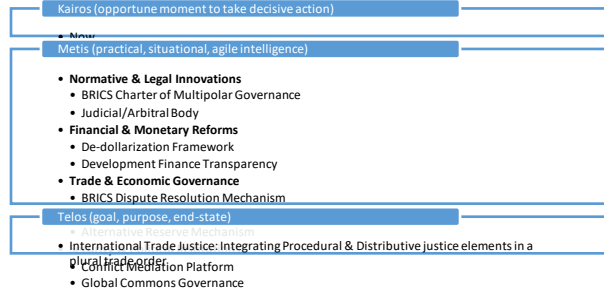 Kairos (opportune moment to take decisive action)
• Now
Metis (practical, situational, agile intelligence)
• Normative & Legal Innovations
• BRICS Charter of Multipolar Governance
• Judicial/Arbitral Body
• Financial & Monetary Reforms
• De-dollarization Framework
• Development Finance Transparency
• Trade & Economic Governance
• BRICS Dispute Resolution Mechanism
Telos (goal, purpose, end-state)
• Alternative Reserve Mechanism
• International Trade Justice: Integrating Procedural & Distributive justice elements in a
plural trade order
• Conflict Mediation Platform
• Global Commons Governance